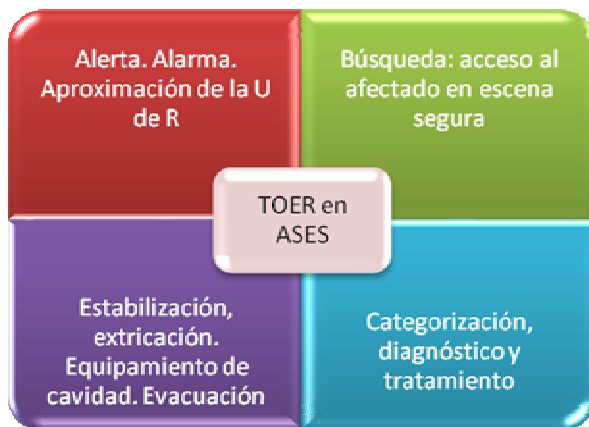 Alerta. Alarma.
Aproximación de la U
de R
Búsqueda: acceso al
afectado en escena
segura
TOER en
ASES
Estabilización,
extricación.
Equipamiento de
cavidad. Evacuación
Categorización,
diagnóstico y
tratamiento